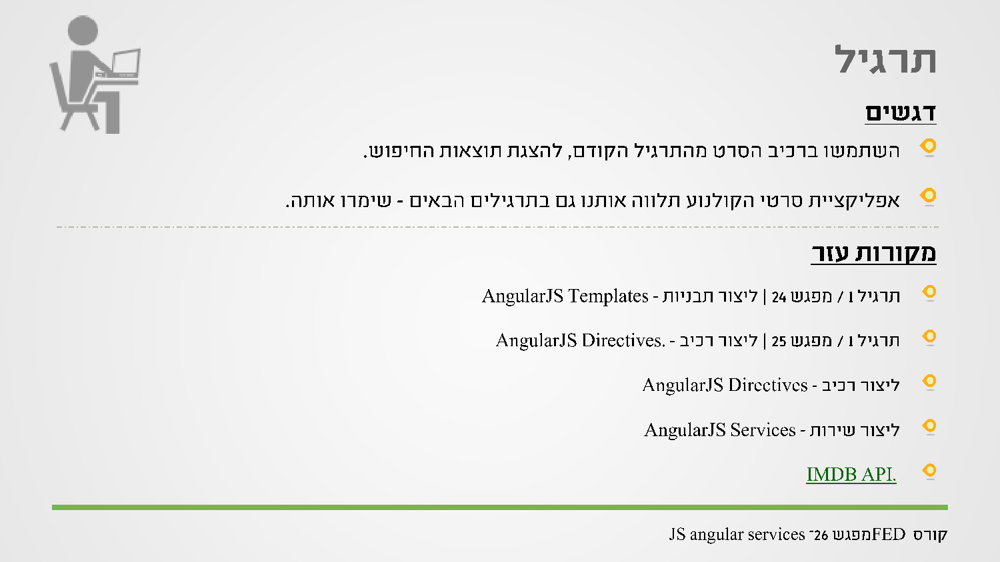 תרגיל
דגשים
השתמשו ברכיב הסרט מהתרגיל הקודם, להצגת תוצאות החיפוש.
אפליקציית סרטי הקולנוע תלווה אותנו גם בתרגילים הבאים - שימרו אותה.
מקורות עזר
תרגיל 1 / מפגש 24 | ליצור תבניות - AngularJS Templates
תרגיל 1 / מפגש 25 | ליצור רכיב - AngularJS Directives.
ליצור רכיב - AngularJS Directives
ליצור שירות - AngularJS Services
IMDB API.
קורס FEDמפגש 26־ JS angular services